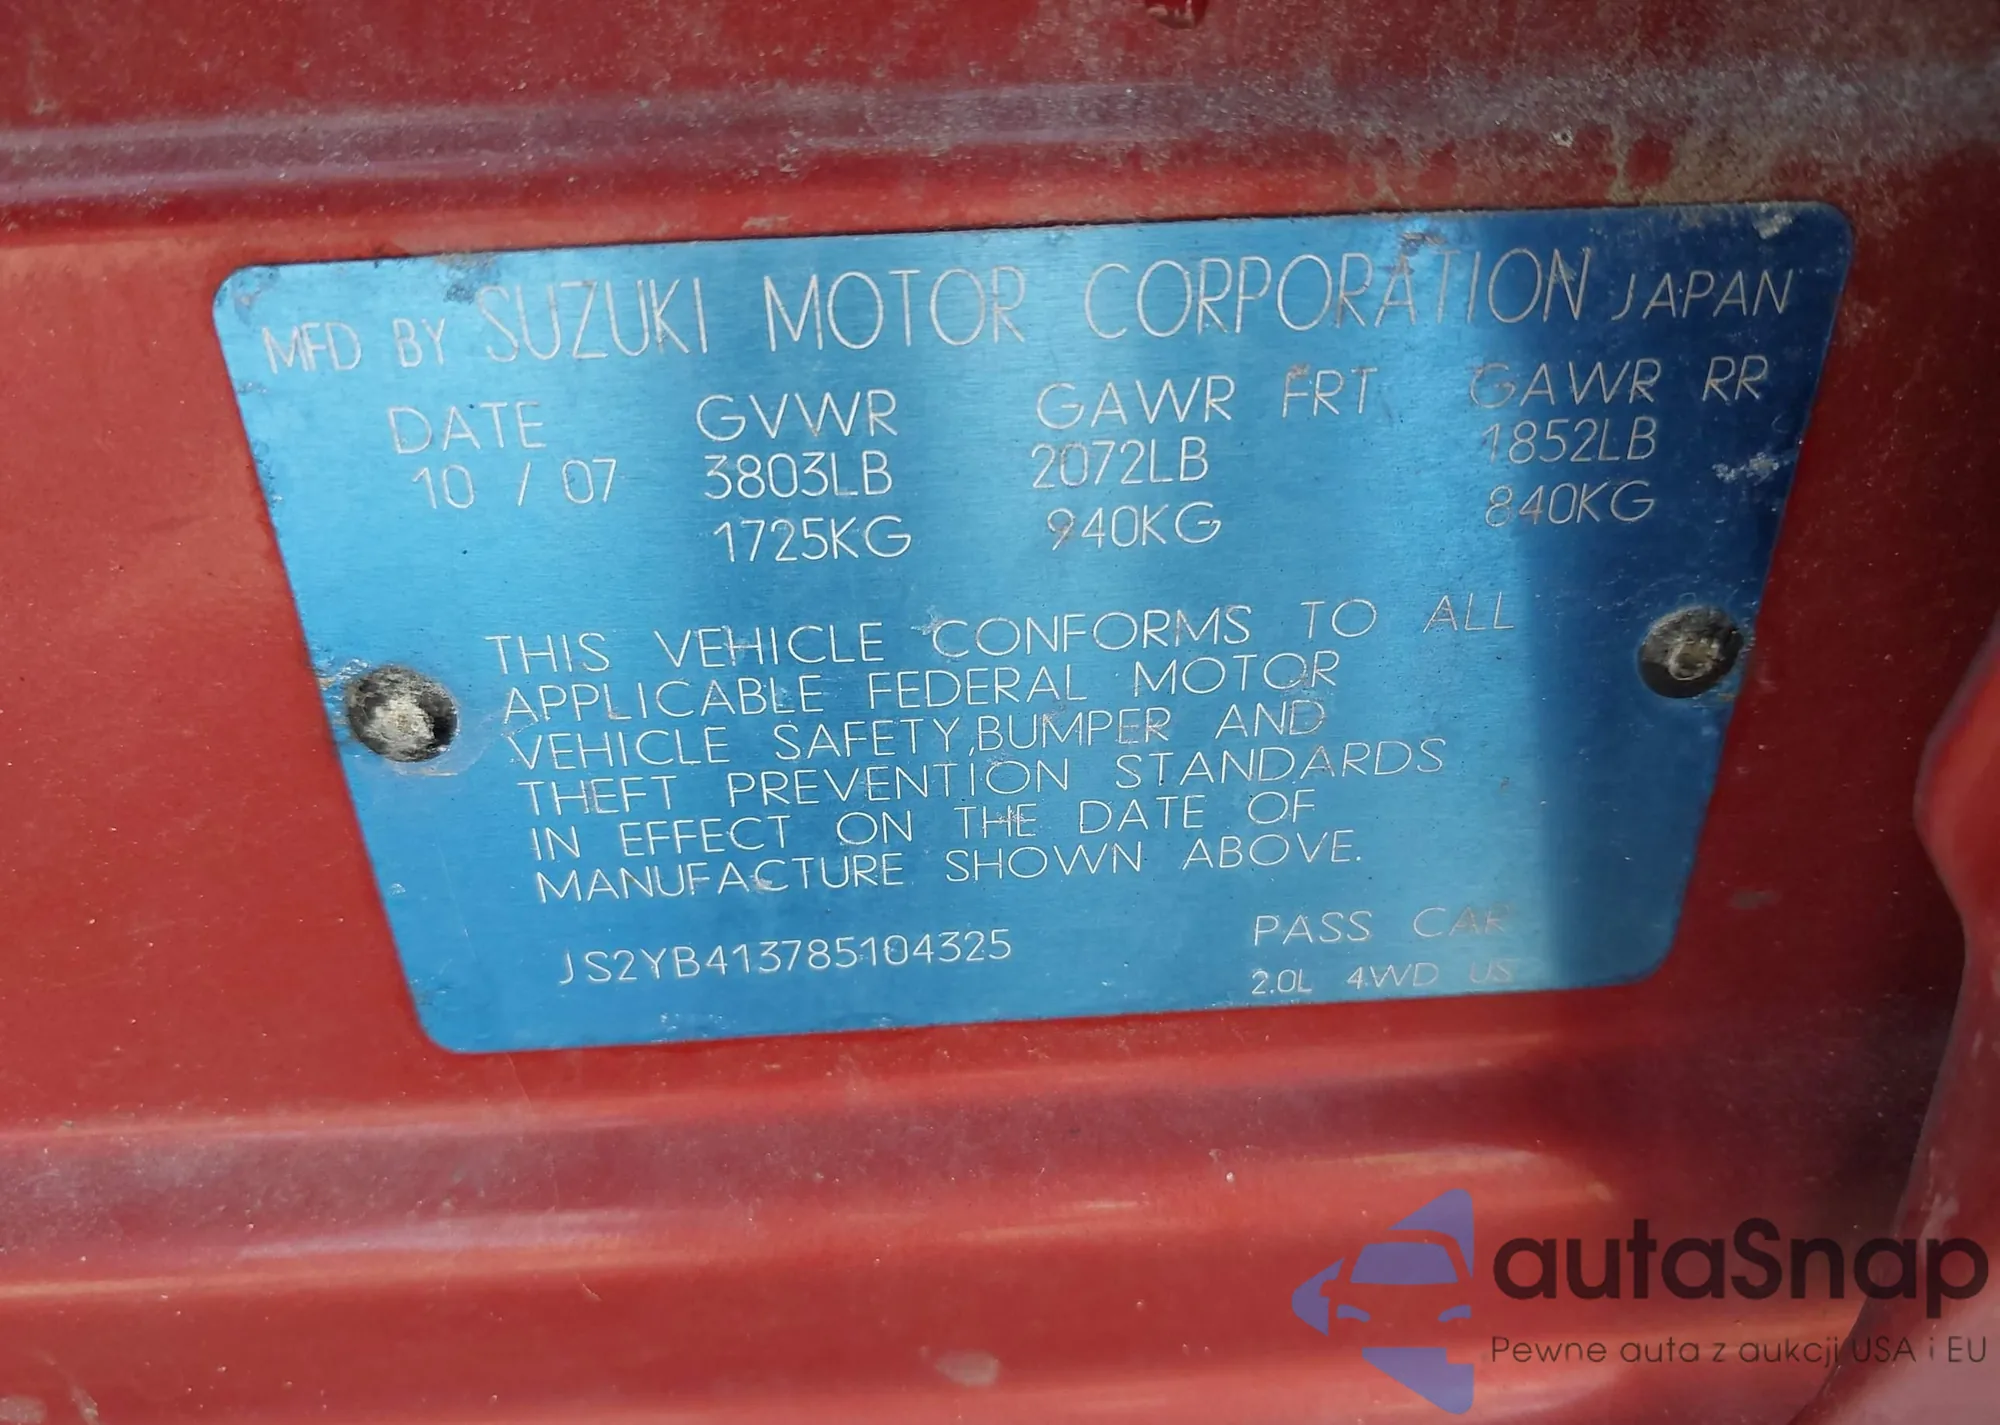 MFD BY SUZUKI MOTOR CORPORATION JAPAN
DATE GVWR GAWR FRT GAWR RR
10 / 07 3803LB 2072LB 1852LB
1725KG 940KG 840KG
THIS VEHICLE CONFORMS TO ALL
APPLICABLE FEDERAL MOTOR
VEHICLE SAFETY,BUMPER AND
THEFT PREVENTION STANDARDS
IN EFFECT ON THE DATE OF
MANUFACTURE SHOWN ABOVE.
JS2YB413785104325 PASS CAR
2.0L 4WD US
autaSnap
Pewne auta z aukcji USA i EU